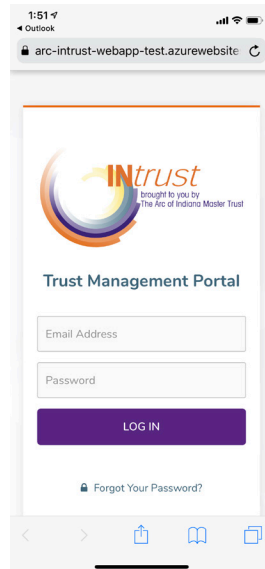 1:51
◀ Outlook
arc-intrust-webapp-test.azurewebsite
INtrust
brought to you by
The Arc of Indiana Master Trust
Trust Management Portal
Email Address
Password
LOG IN
Forgot Your Password?